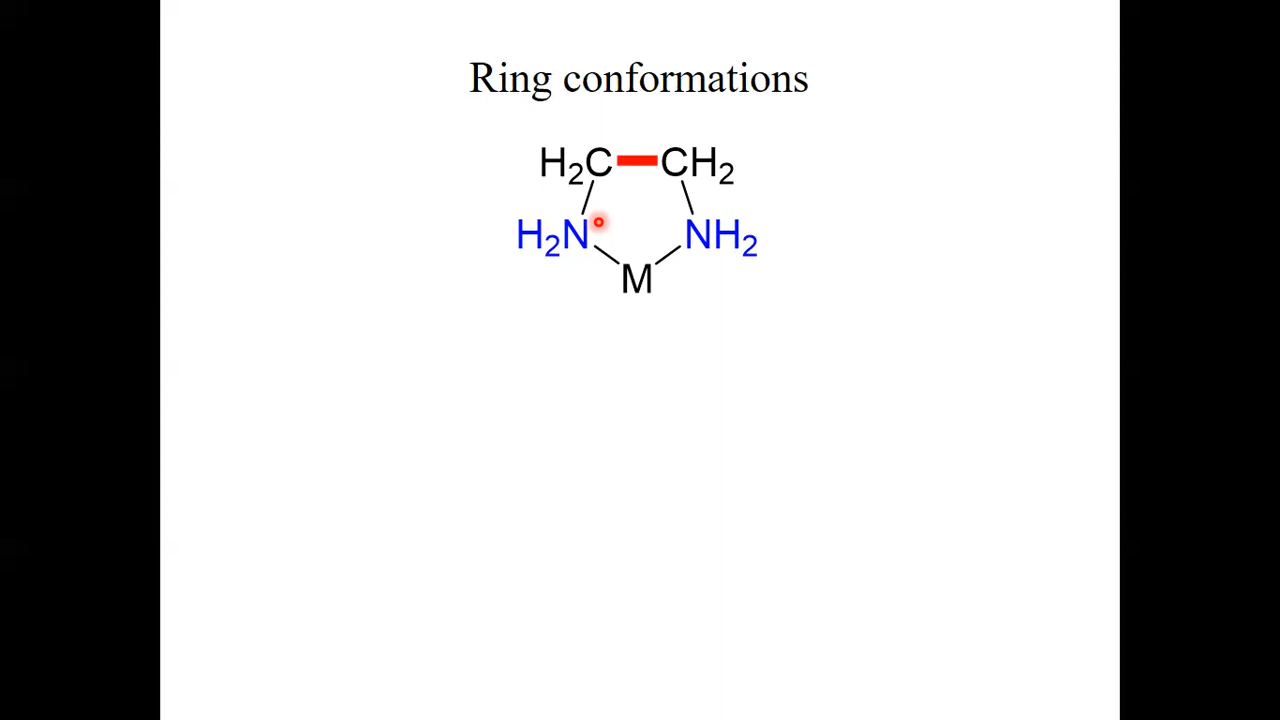 Ring conformations
H₂C CH₂
H₂N NH₂
M